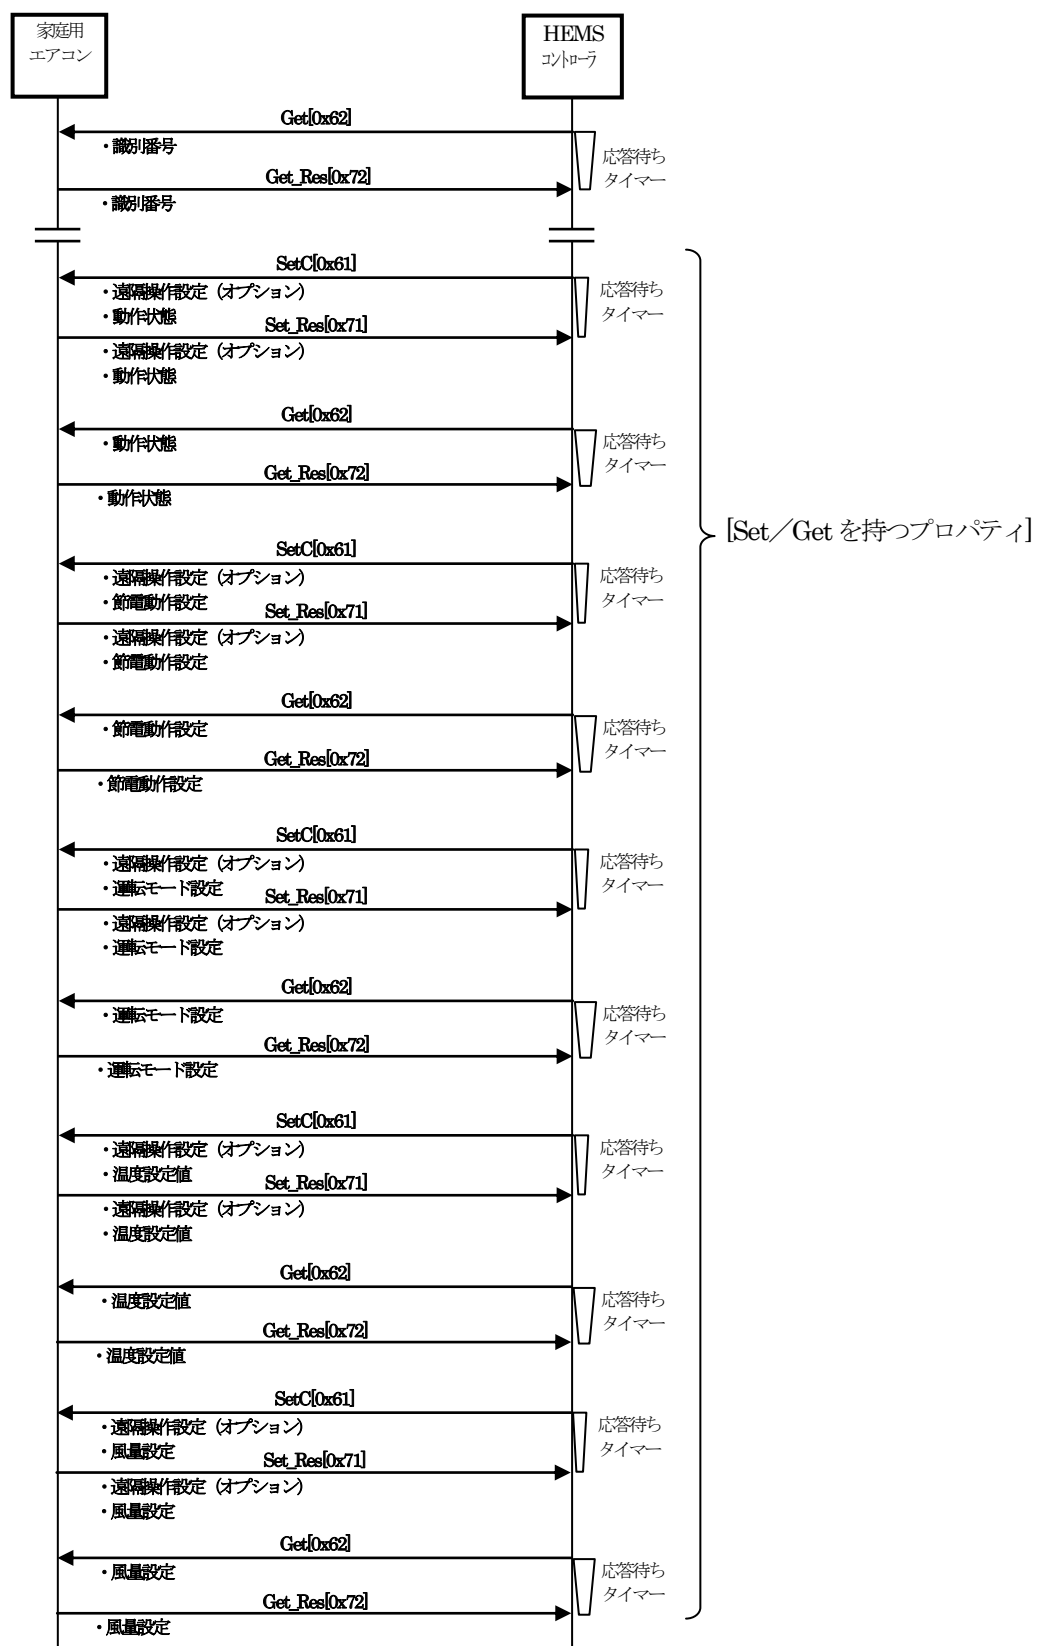 家庭用
エアコン
HEMS
コントローラ
Get[0x62]
・識別番号
応答待ち
タイマー
Get_Res[0x72]
・識別番号
SetC[0x61]
・遠隔操作設定（オプション）
・動作状態
応答待ち
タイマー
Set_Res[0x71]
・遠隔操作設定（オプション）
・動作状態
Get[0x62]
・動作状態
応答待ち
タイマー
Get_Res[0x72]
・動作状態
[Set／Get を持つプロパティ]
SetC[0x61]
・遠隔操作設定（オプション）
・節電動作設定
応答待ち
タイマー
Set_Res[0x71]
・遠隔操作設定（オプション）
・節電動作設定
Get[0x62]
・節電動作設定
応答待ち
タイマー
Get_Res[0x72]
・節電動作設定
SetC[0x61]
・遠隔操作設定（オプション）
・運転モード設定
応答待ち
タイマー
Set_Res[0x71]
・遠隔操作設定（オプション）
・運転モード設定
Get[0x62]
・運転モード設定
応答待ち
タイマー
Get_Res[0x72]
・運転モード設定
SetC[0x61]
・遠隔操作設定（オプション）
・温度設定値
応答待ち
タイマー
Set_Res[0x71]
・遠隔操作設定（オプション）
・温度設定値
Get[0x62]
・温度設定値
応答待ち
タイマー
Get_Res[0x72]
・温度設定値
SetC[0x61]
・遠隔操作設定（オプション）
・風量設定
応答待ち
タイマー
Set_Res[0x71]
・遠隔操作設定（オプション）
・風量設定
Get[0x62]
・風量設定
応答待ち
タイマー
Get_Res[0x72]
・風量設定